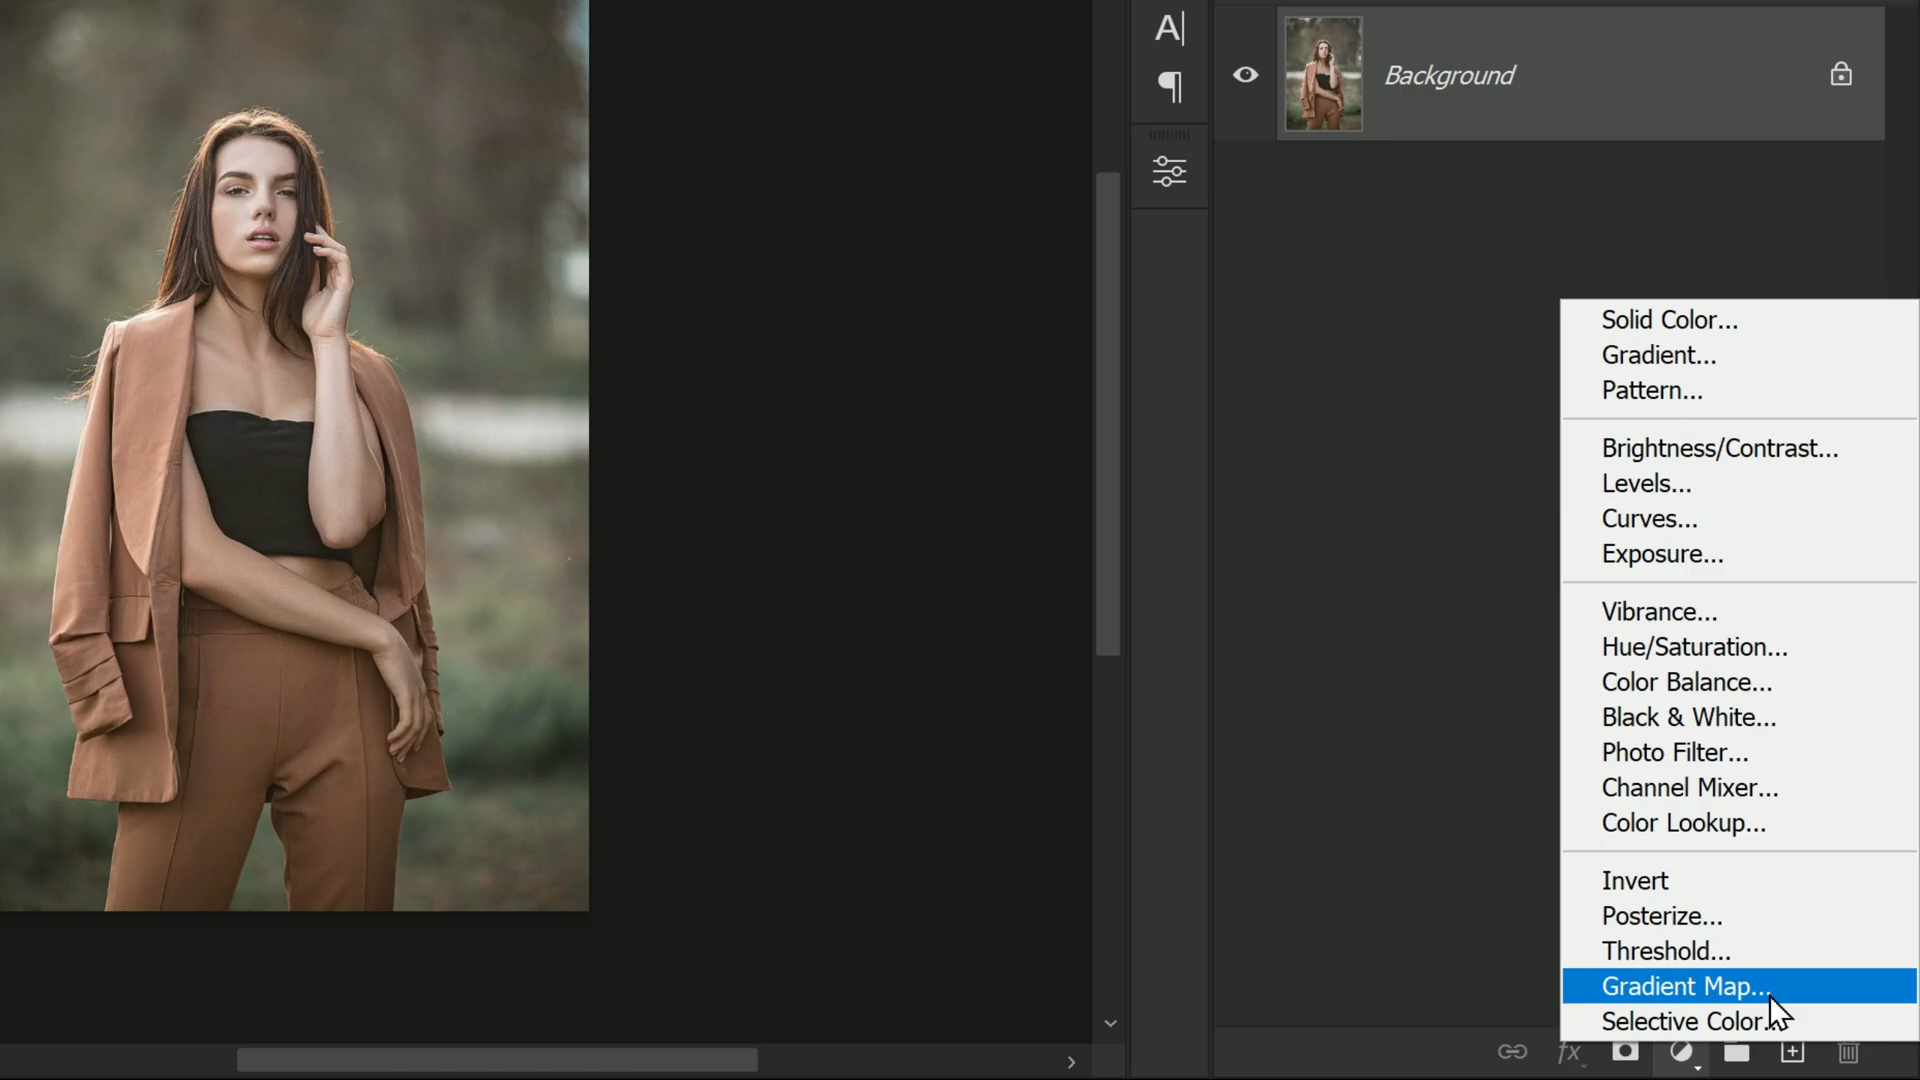 A|
¶
Background
Solid Color...
Gradient...
Pattern...
Brightness/Contrast...
Levels...
Curves...
Exposure...
Vibrance...
Hue/Saturation...
Color Balance...
Black & White...
Photo Filter...
Channel Mixer...
Color Lookup...
Invert
Posterize...
Threshold...
Gradient Map...
Selective Color...
fx